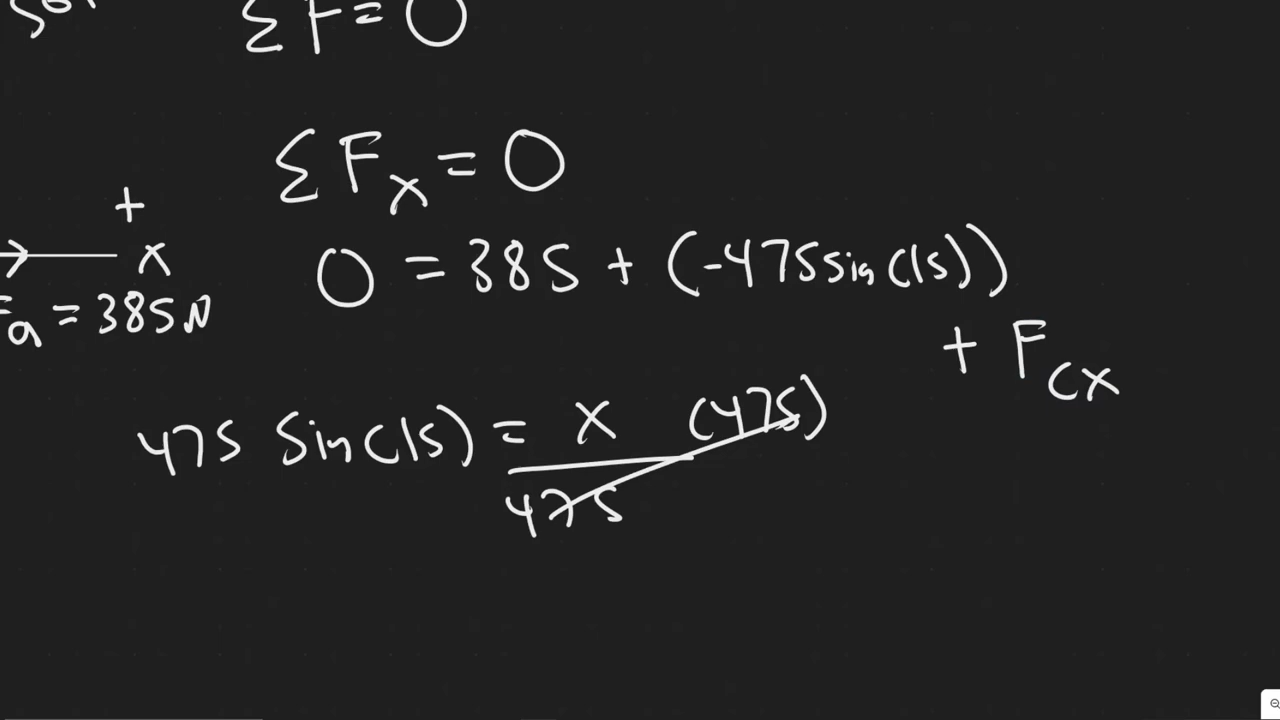 ΣF = 0
ΣFx = 0
+
x
Fa = 385N
0 = 385 + (-475sin(15))
+ Fcx
475 sin(15) = x (475)
475